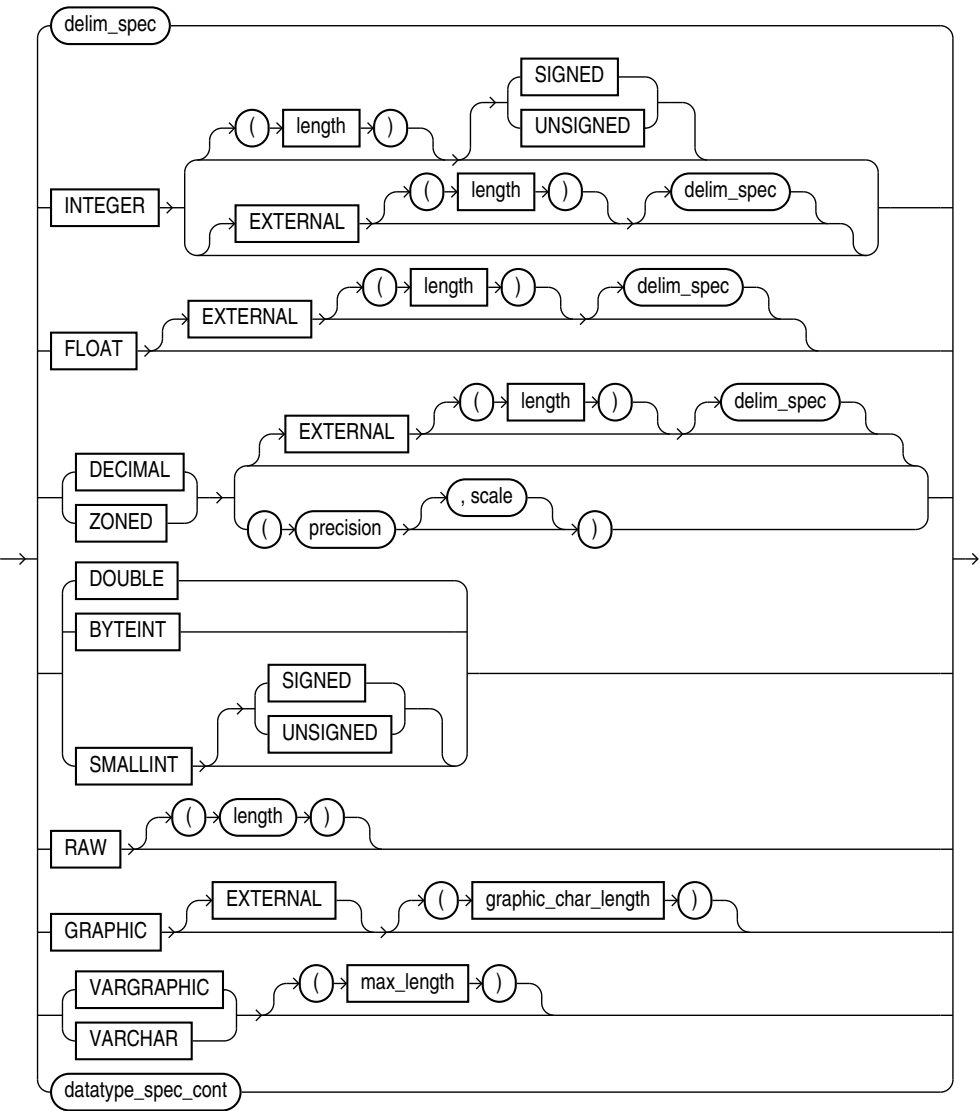 delim_spec
SIGNED
( length )
UNSIGNED
( length ) delim_spec
INTEGER
EXTERNAL
( length ) delim_spec
EXTERNAL
FLOAT
( length ) delim_spec
EXTERNAL
DECIMAL
, scale
ZONED
( precision )
DOUBLE
BYTEINT
SIGNED
UNSIGNED
SMALLINT
( length )
RAW
EXTERNAL ( graphic_char_length )
GRAPHIC
VARGRAPHIC ( max_length )
VARCHAR
datatype_spec_cont